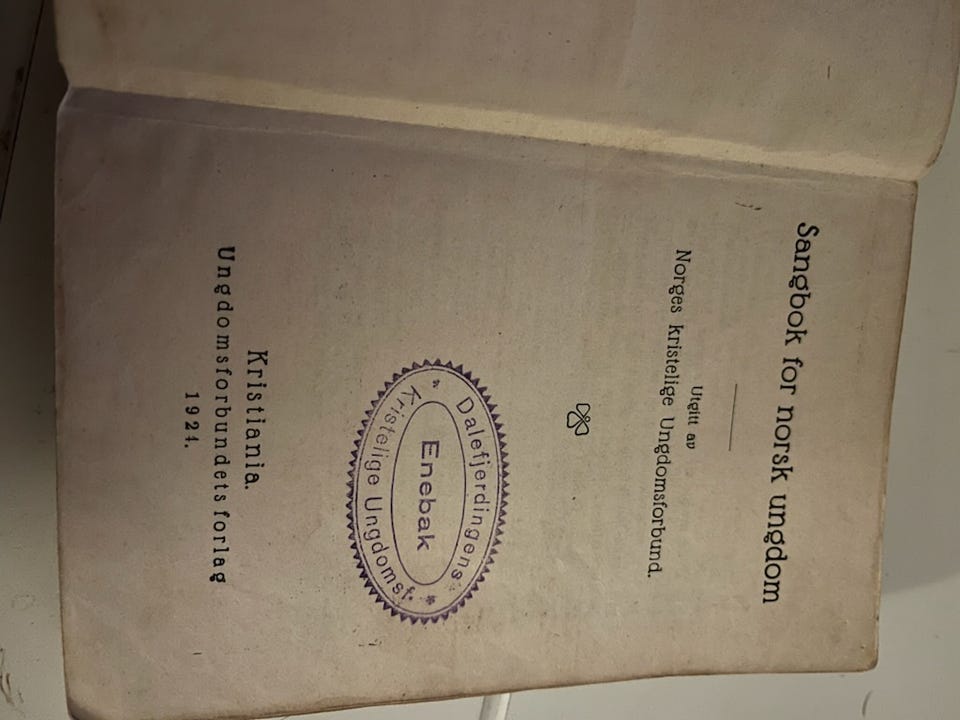 Sangbok for norsk ungdom
Utgitt av
Norges kristelige Ungdomsforbund.
* Dalefjerdingens *
Enebak
Kristelige Ungdomsf.
Kristiania.
Ungdomsforbundets forlag
1924.